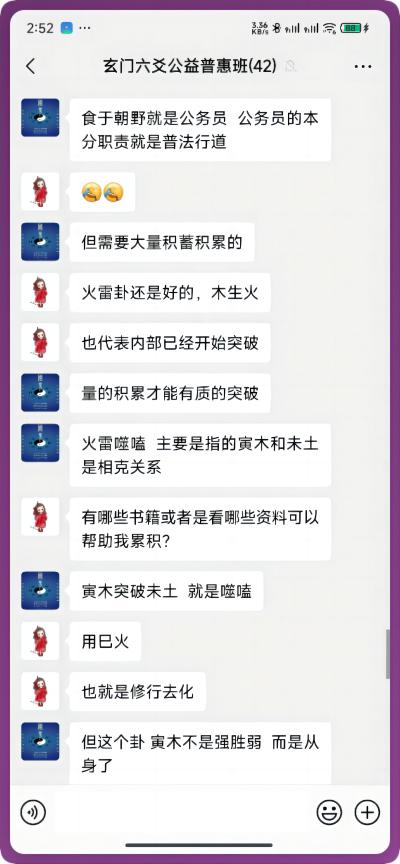 2:52
3.36
KB/s
玄门六爻公益普惠班(42)
食于朝野就是公务员 公务员的本
分职责就是普法行道
但需要大量积蓄积累的
火雷卦还是好的，木生火
也代表内部已经开始突破
量的积累才能有质的突破
火雷噬嗑 主要是指的寅木和未土
是相克关系
有哪些书籍或者是看哪些资料可以
帮助我累积？
寅木突破未土 就是噬嗑
用巳火
也就是修行去化
但这个卦 寅木不是强胜弱 而是从
身了